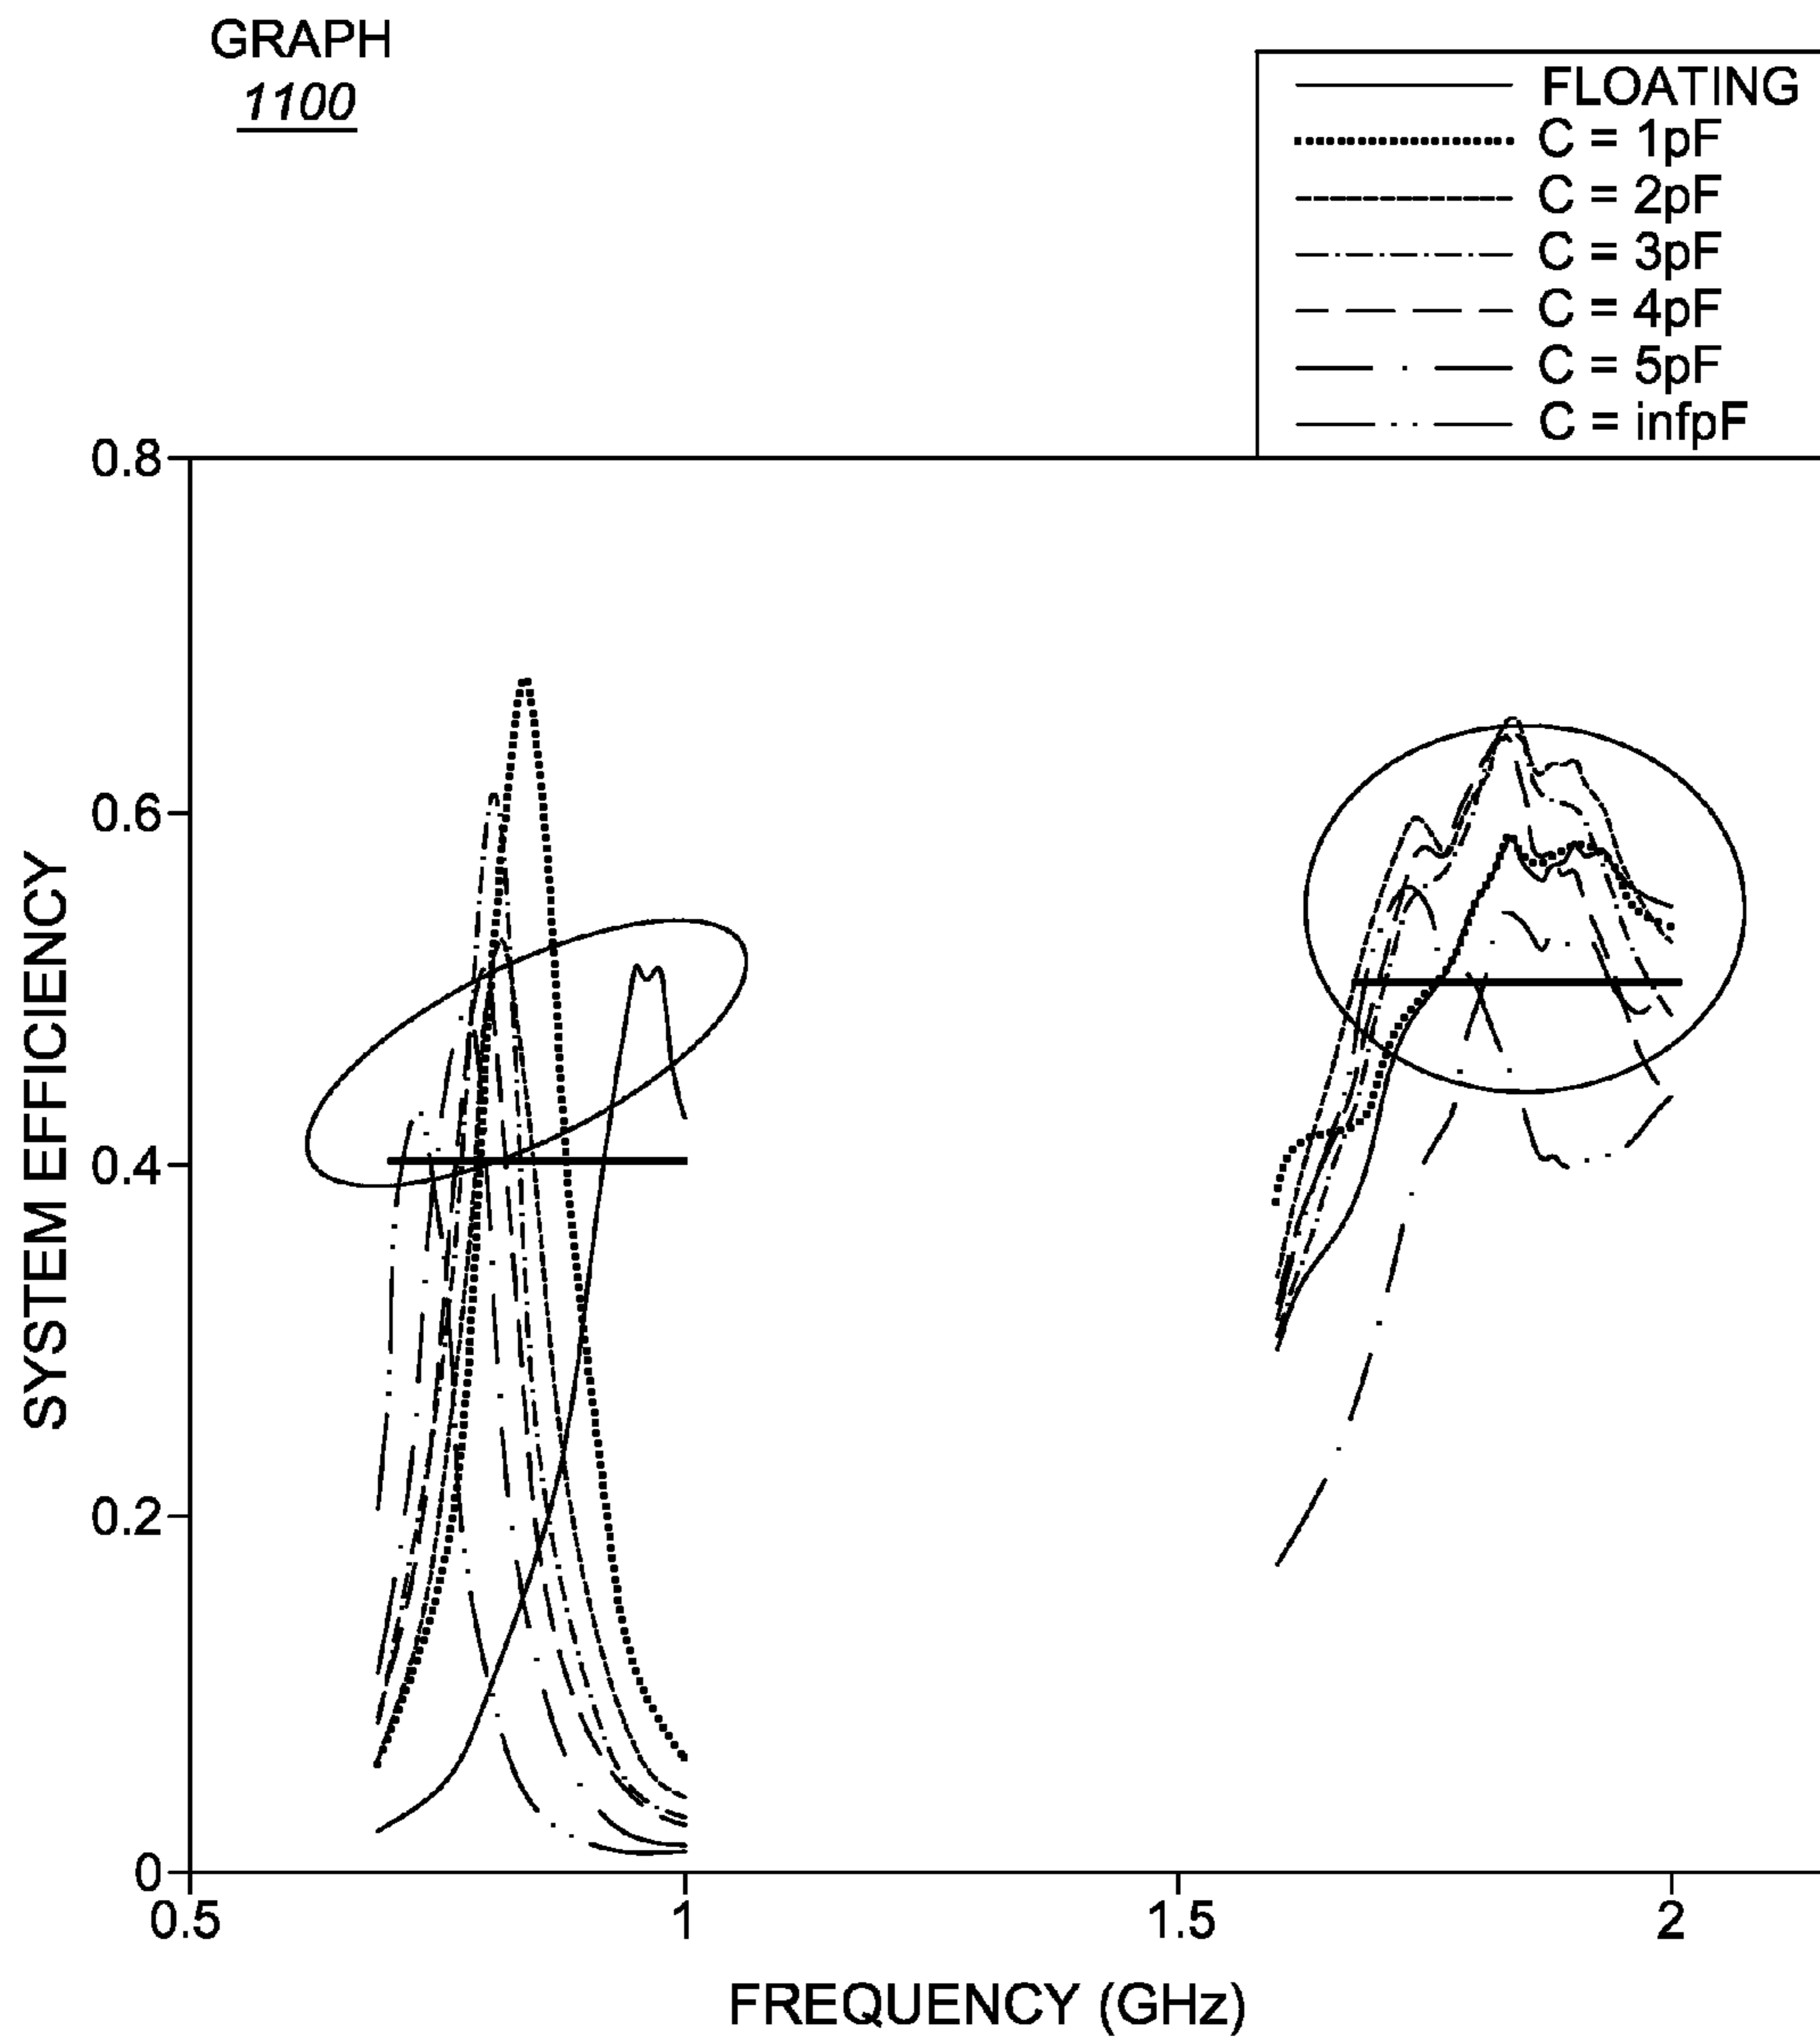 GRAPH
1100
FLOATING
C = 1pF
C = 2pF
C = 3pF
C = 4pF
C = 5pF
C = infpF
0.8
0.6
0.4
0.2
0
SYSTEM EFFICIENCY
0.5
1
1.5
2
FREQUENCY (GHz)